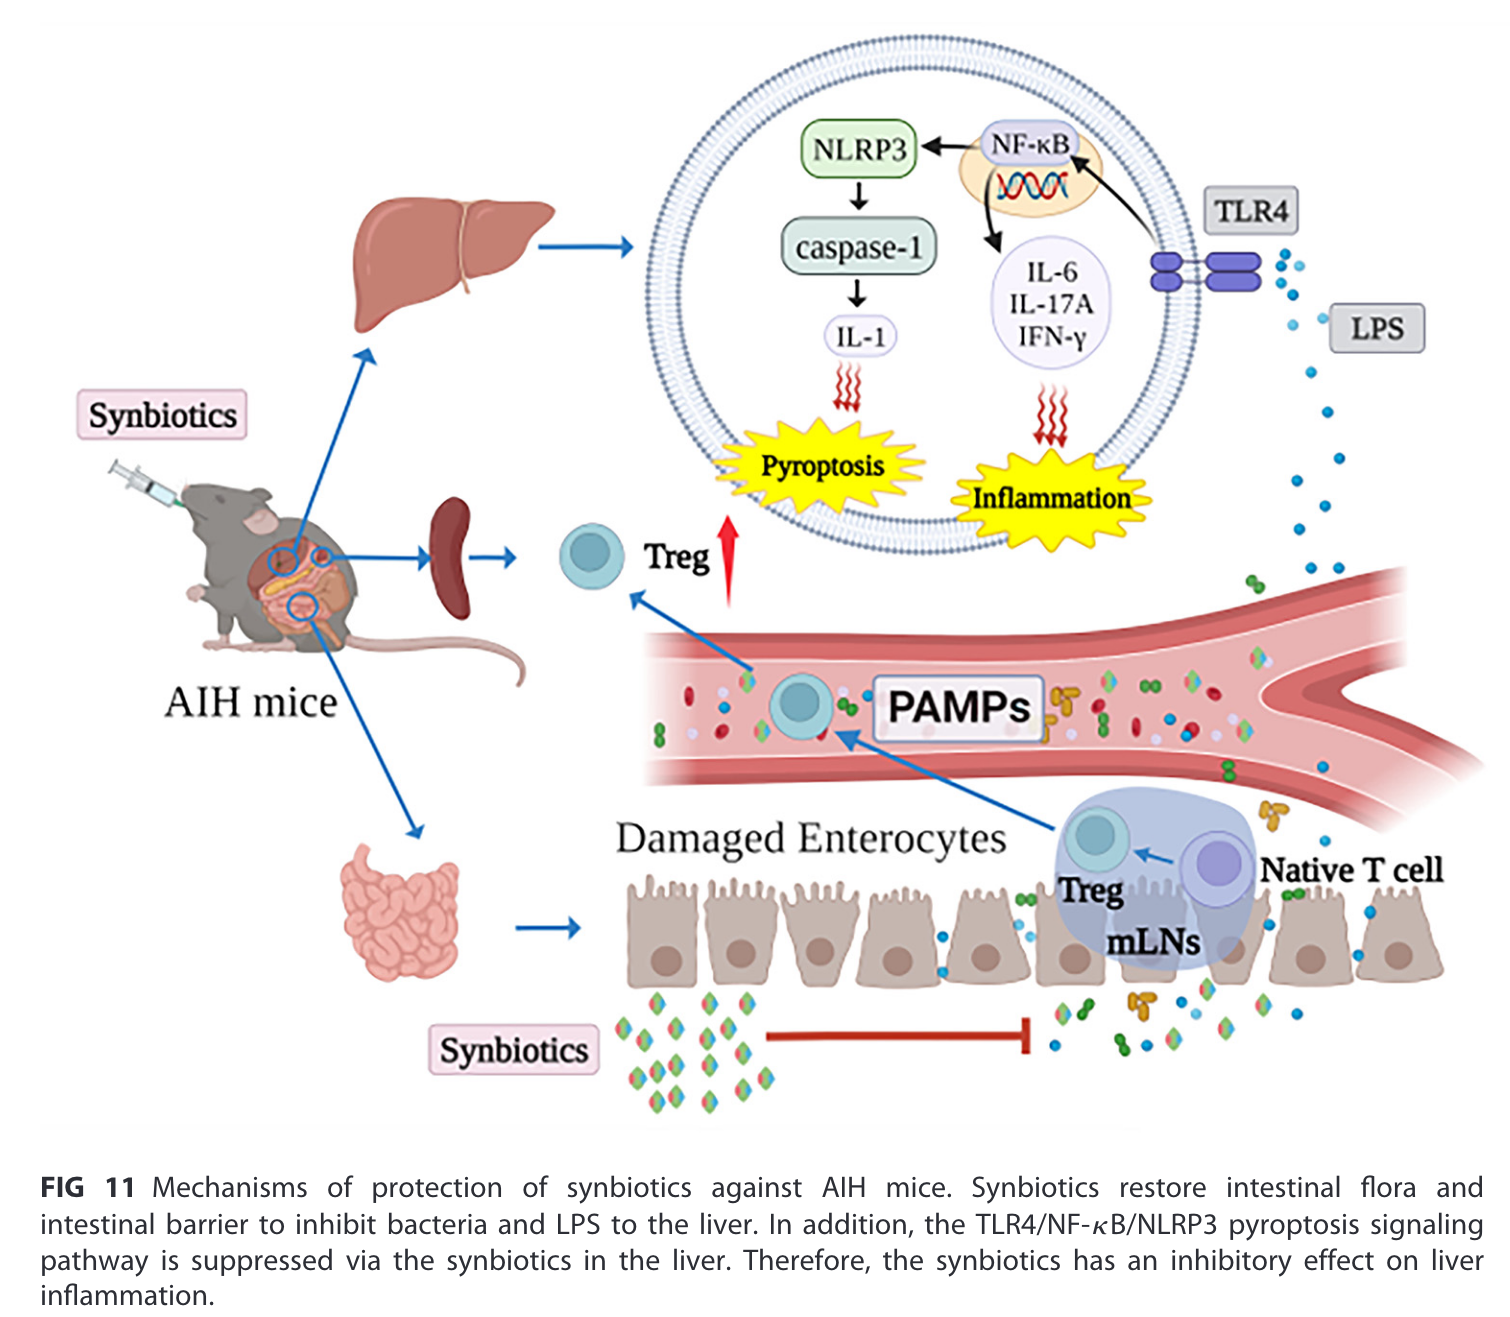 NLRP3
NF-κB
TLR4
caspase-1
IL-6
IL-17A
IFN-γ
IL-1
LPS
Synbiotics
Pyroptosis
Inflammation
Treg
AIH mice
PAMPs
Damaged Enterocytes
Native T cell
Treg
mLNs
Synbiotics
FIG 11 Mechanisms of protection of synbiotics against AIH mice. Synbiotics restore intestinal flora and
intestinal barrier to inhibit bacteria and LPS to the liver. In addition, the TLR4/NF-κB/NLRP3 pyroptosis signaling
pathway is suppressed via the synbiotics in the liver. Therefore, the synbiotics has an inhibitory effect on liver
inflammation.